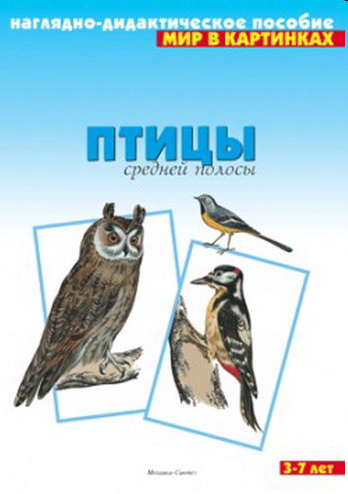 наглядно-дидактическое пособие
МИР В КАРТИНКАХ
ПТИЦЫ
средней полосы
Мозаика-Синтез
3-7 лет